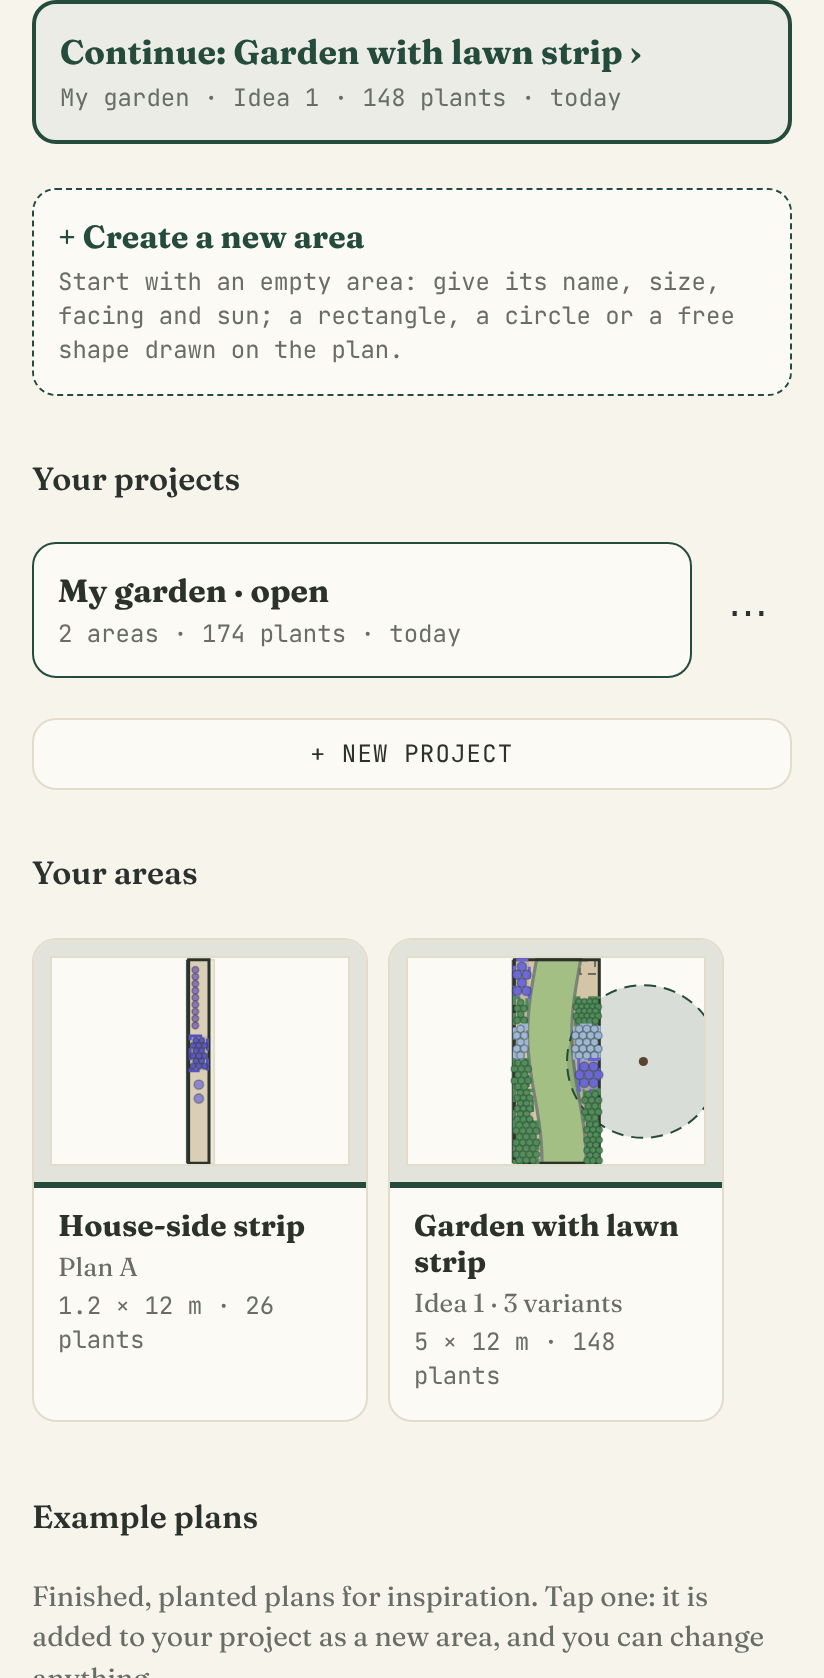 Continue: Garden with lawn strip ›
My garden · Idea 1 · 148 plants · today
+ Create a new area
Start with an empty area: give its name, size,
facing and sun; a rectangle, a circle or a free
shape drawn on the plan.
Your projects
My garden · open
2 areas · 174 plants · today
...
+ NEW PROJECT
Your areas
House-side strip
Plan A
1.2 × 12 m · 26
plants
Garden with lawn
strip
Idea 1 · 3 variants
5 × 12 m · 148
plants
Example plans
Finished, planted plans for inspiration. Tap one: it is
added to your project as a new area, and you can change
anything.